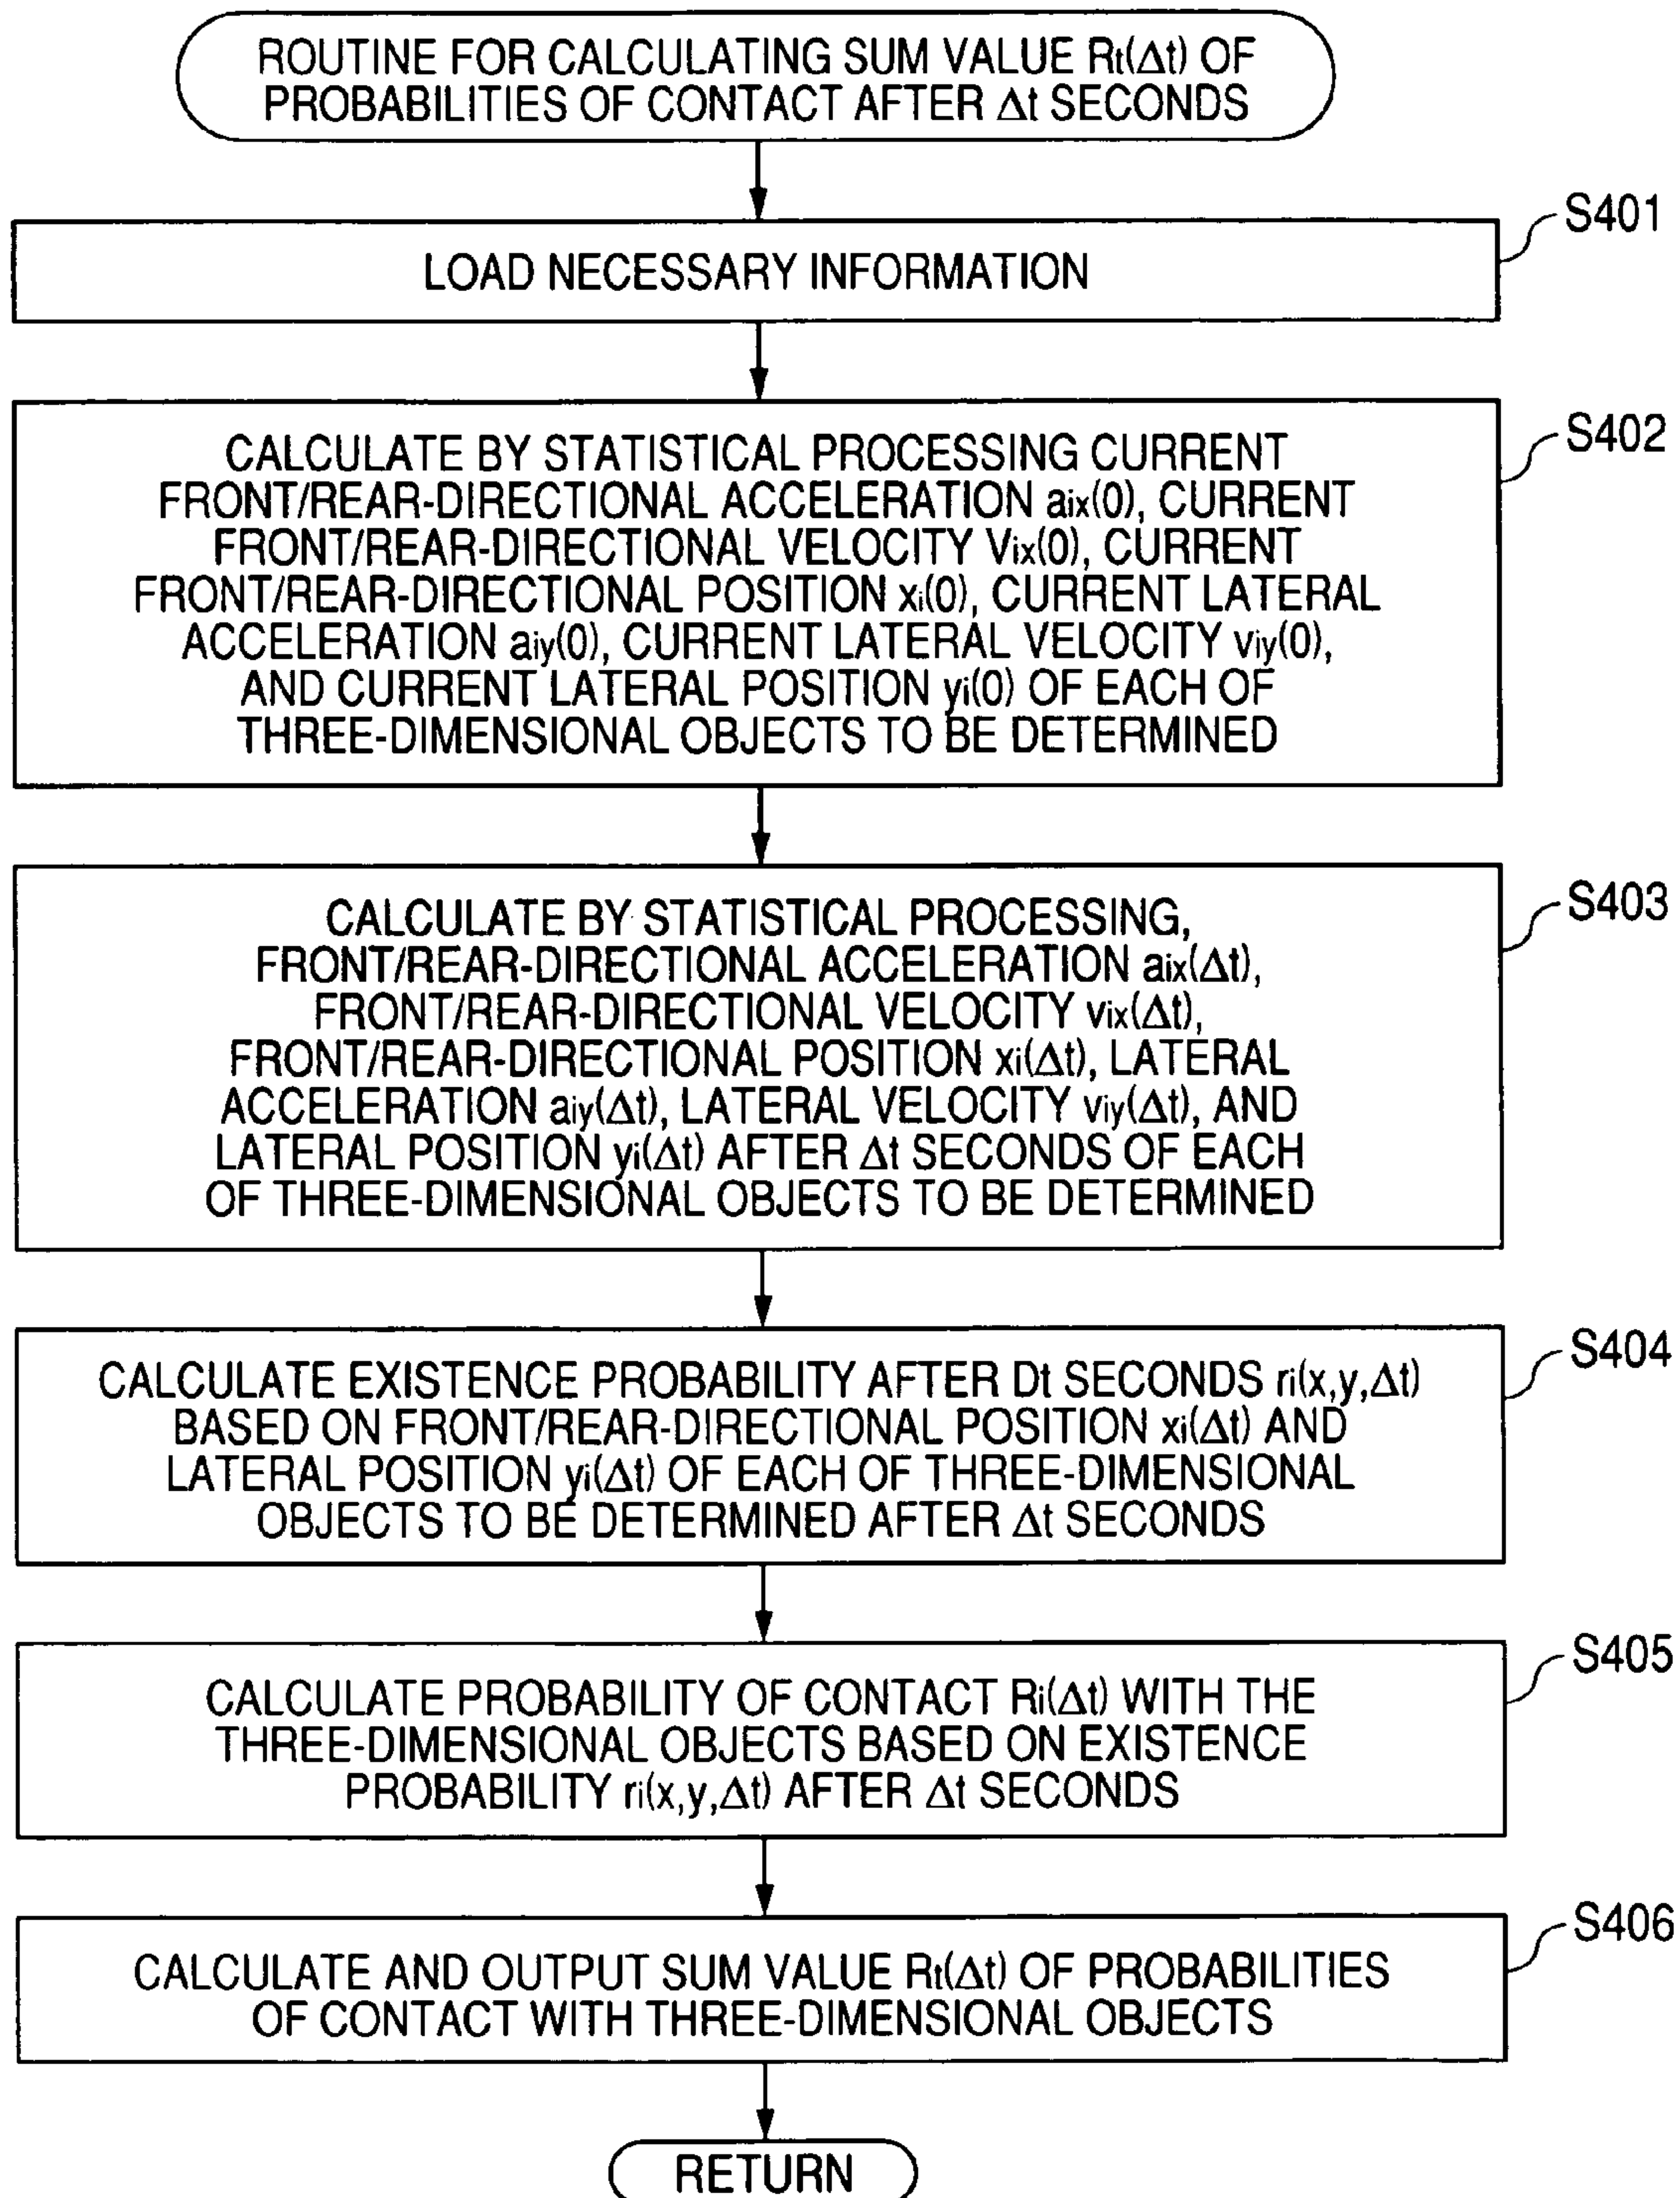 ROUTINE FOR CALCULATING SUM VALUE Rt(Δt) OF
PROBABILITIES OF CONTACT AFTER Δt SECONDS
S401
LOAD NECESSARY INFORMATION
S402
CALCULATE BY STATISTICAL PROCESSING CURRENT
FRONT/REAR-DIRECTIONAL ACCELERATION aix(0), CURRENT
FRONT/REAR-DIRECTIONAL VELOCITY Vix(0), CURRENT
FRONT/REAR-DIRECTIONAL POSITION xi(0), CURRENT LATERAL
ACCELERATION aiy(0), CURRENT LATERAL VELOCITY viy(0),
AND CURRENT LATERAL POSITION yi(0) OF EACH OF
THREE-DIMENSIONAL OBJECTS TO BE DETERMINED
S403
CALCULATE BY STATISTICAL PROCESSING,
FRONT/REAR-DIRECTIONAL ACCELERATION aix(Δt),
FRONT/REAR-DIRECTIONAL VELOCITY vix(Δt),
FRONT/REAR-DIRECTIONAL POSITION xi(Δt), LATERAL
ACCELERATION aiy(Δt), LATERAL VELOCITY viy(Δt), AND
LATERAL POSITION yi(Δt) AFTER Δt SECONDS OF EACH
OF THREE-DIMENSIONAL OBJECTS TO BE DETERMINED
S404
CALCULATE EXISTENCE PROBABILITY AFTER Dt SECONDS ri(x,y,Δt)
BASED ON FRONT/REAR-DIRECTIONAL POSITION xi(Δt) AND
LATERAL POSITION yi(Δt) OF EACH OF THREE-DIMENSIONAL
OBJECTS TO BE DETERMINED AFTER Δt SECONDS
S405
CALCULATE PROBABILITY OF CONTACT Ri(Δt) WITH THE
THREE-DIMENSIONAL OBJECTS BASED ON EXISTENCE
PROBABILITY ri(x,y,Δt) AFTER Δt SECONDS
S406
CALCULATE AND OUTPUT SUM VALUE Rt(Δt) OF PROBABILITIES
OF CONTACT WITH THREE-DIMENSIONAL OBJECTS
RETURN